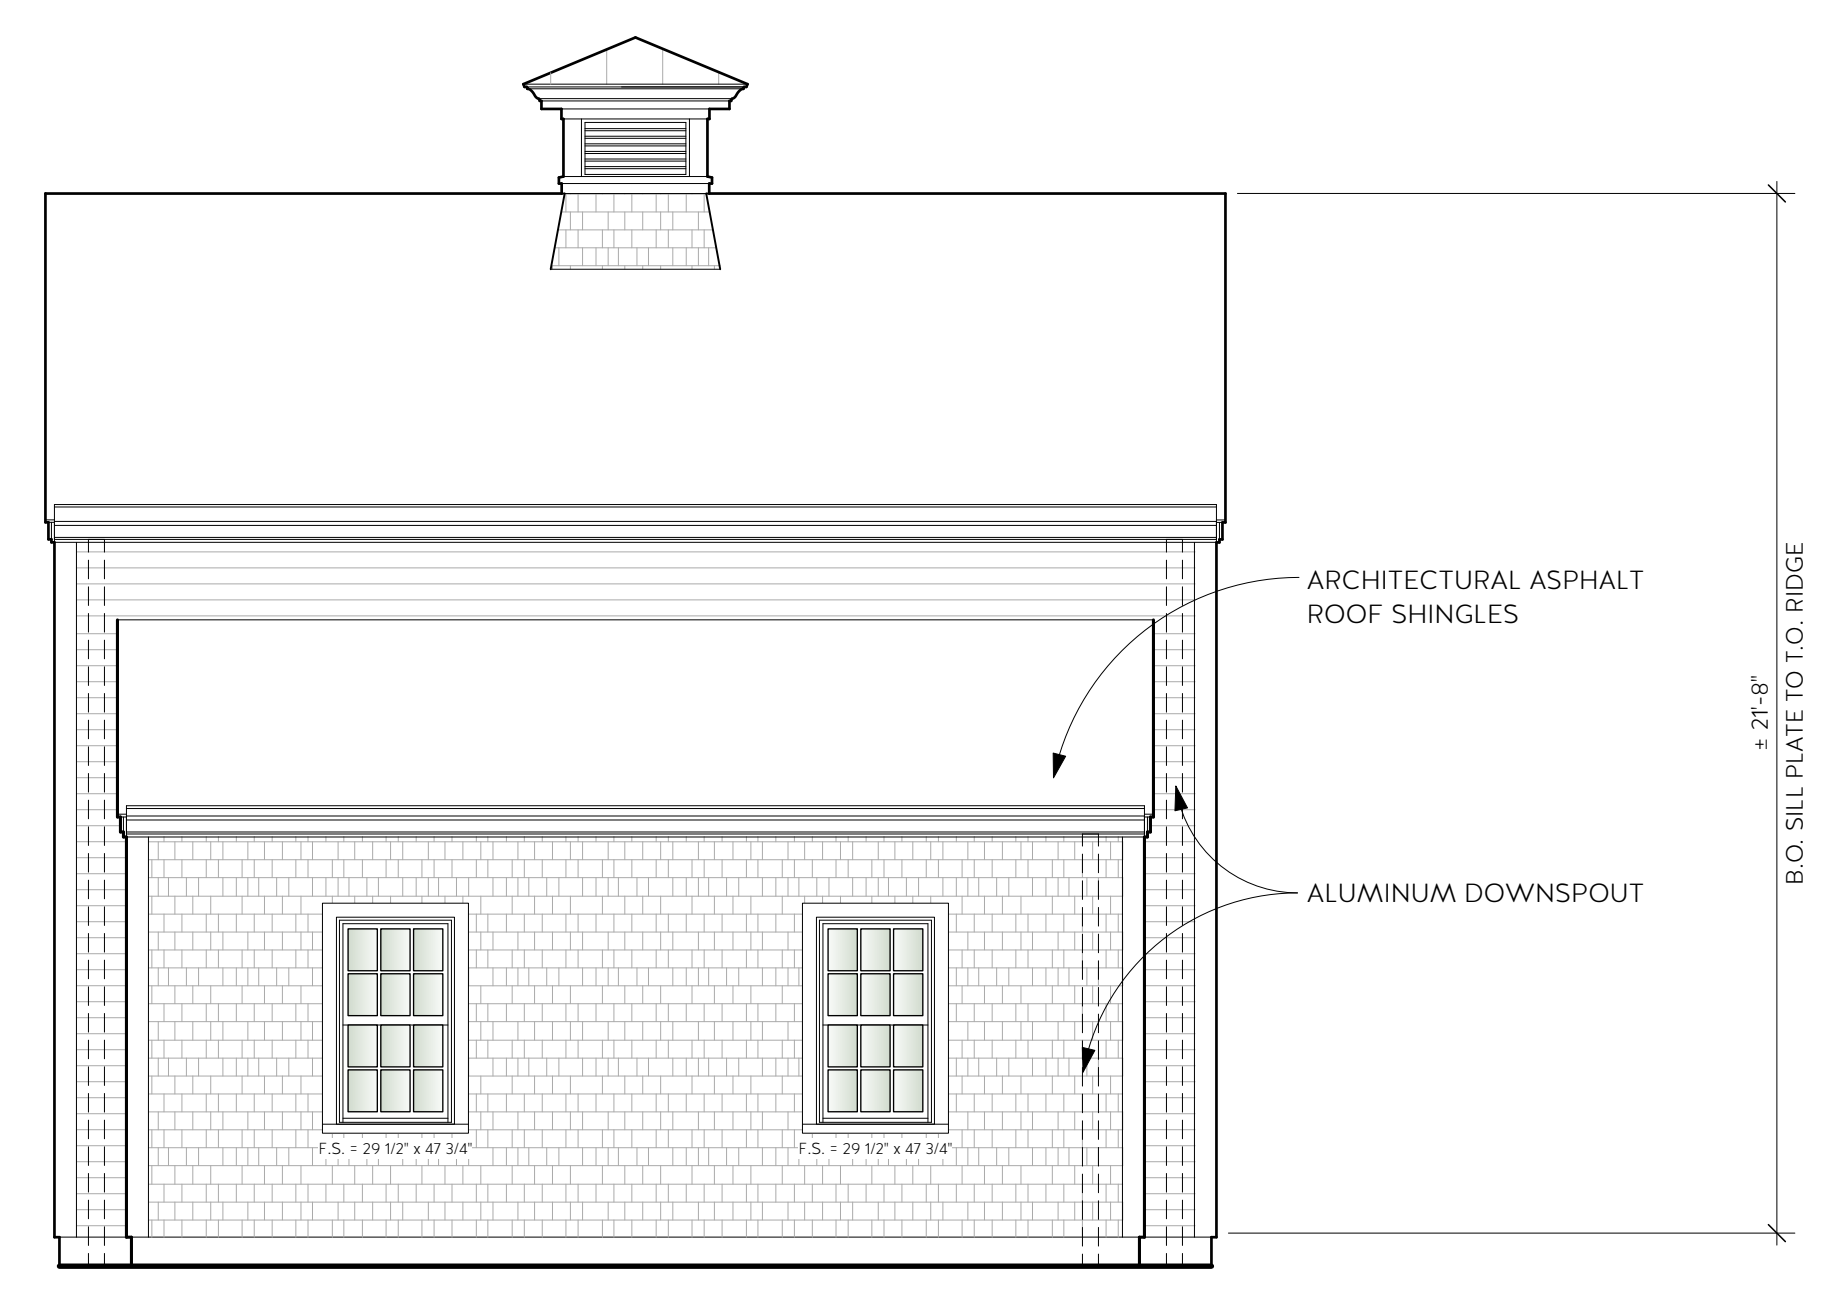 ARCHITECTURAL ASPHALT
ROOF SHINGLES
± 21'-8"
B.O. SILL PLATE TO T.O. RIDGE
ALUMINUM DOWNSPOUT
F.S. = 29 1/2" x 47 3/4"
F.S. = 29 1/2" x 47 3/4"